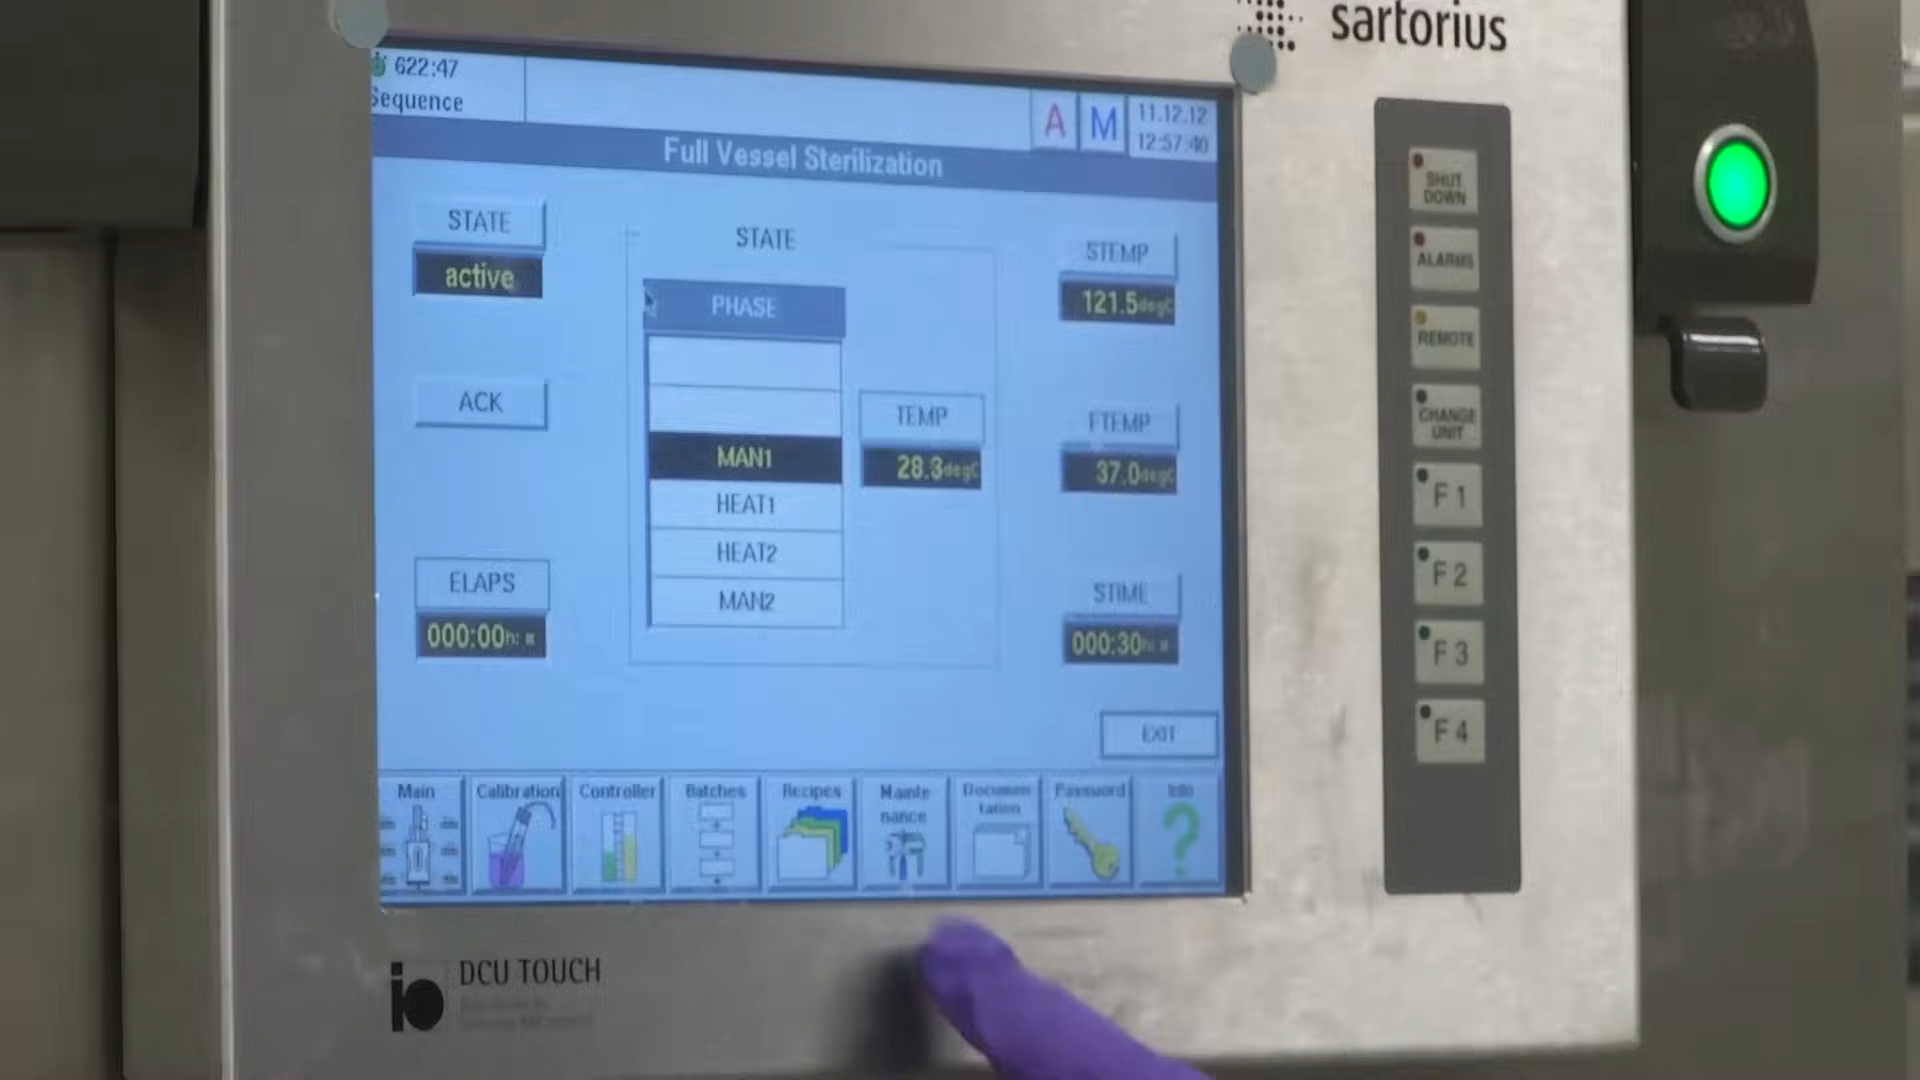 sartorius
622:47
Sequence
A M
11.12.12
12:57:40
Full Vessel Sterilization
STATE
active
ACK
ELAPS
000:00h:m
STATE
PHASE
MAN1
HEAT1
HEAT2
MAN2
TEMP
28.3degC
STEMP
121.5degC
FTEMP
37.0degC
STIME
000:30h:m
EXIT
Main
Calibration
Controller
Batches
Recipes
Mainte
nance
Documen
tation
Password
Info
?
SHUT
DOWN
ALARMS
REMOTE
CHANGE
UNIT
F 1
F 2
F 3
F 4
DCU TOUCH